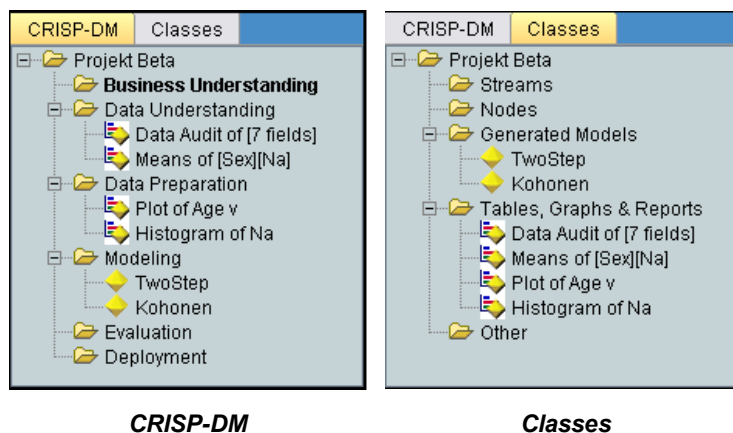 CRISP-DM Classes
Projekt Beta
Business Understanding
Data Understanding
Data Audit of [7 fields]
Means of [Sex][Na]
Data Preparation
Plot of Age v
Histogram of Na
Modeling
TwoStep
Kohonen
Evaluation
Deployment
CRISP-DM
CRISP-DM Classes
Projekt Beta
Streams
Nodes
Generated Models
TwoStep
Kohonen
Tables, Graphs & Reports
Data Audit of [7 fields]
Means of [Sex][Na]
Plot of Age v
Histogram of Na
Other
Classes